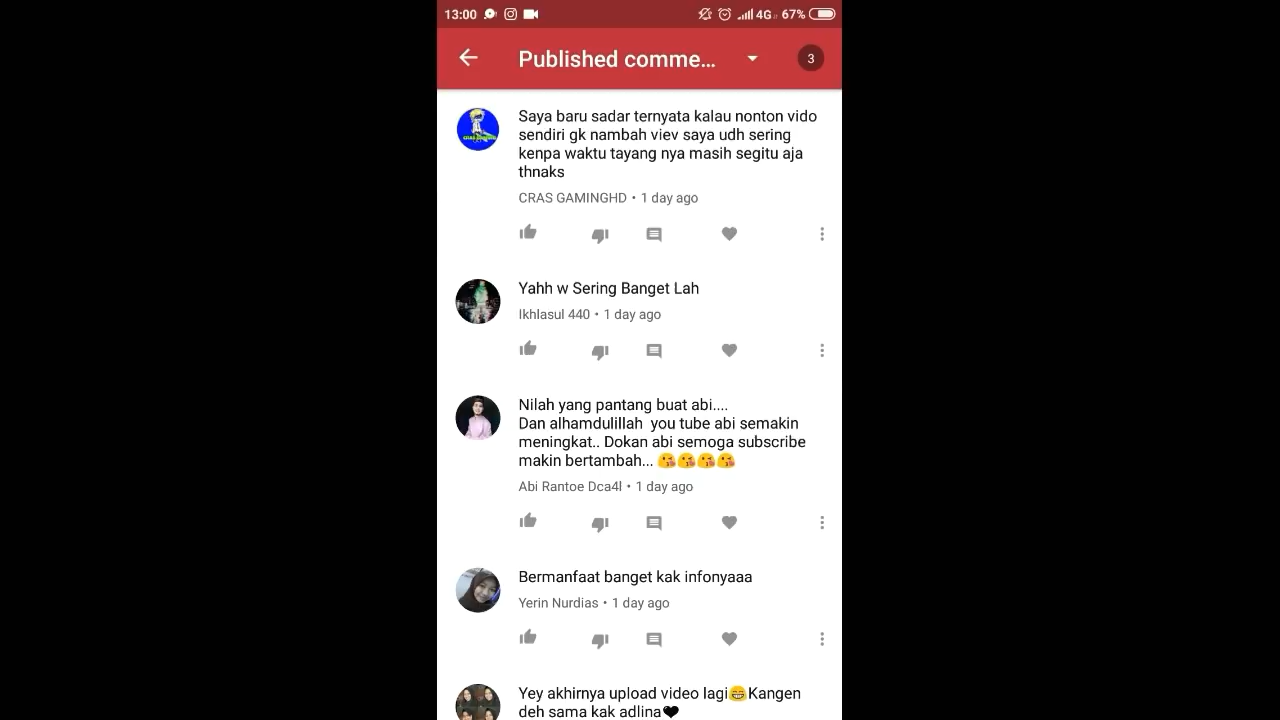 13:00 4G 67%
Published comme... 3
Saya baru sadar ternyata kalau nonton vido
sendiri gk nambah viev saya udh sering
kenpa waktu tayang nya masih segitu aja
thnaks
CRAS GAMINGHD • 1 day ago
Yahh w Sering Banget Lah
Ikhlasul 440 • 1 day ago
Nilah yang pantang buat abi....
Dan alhamdulillah you tube abi semakin
meningkat.. Dokan abi semoga subscribe
makin bertambah... 😘😘😘😘
Abi Rantoe Dca4l • 1 day ago
Bermanfaat banget kak infonyaaa
Yerin Nurdias • 1 day ago
Yey akhirnya upload video lagi😁Kangen
deh sama kak adlina🖤